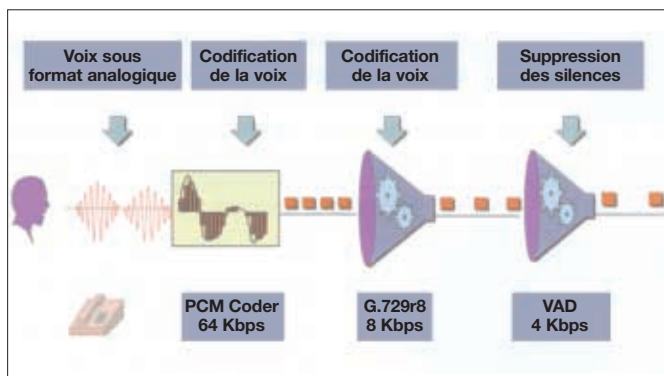 Voix sous
format analogique
Codification
de la voix
Codification
de la voix
Suppression
des silences
PCM Coder
64 Kbps
G.729r8
8 Kbps
VAD
4 Kbps